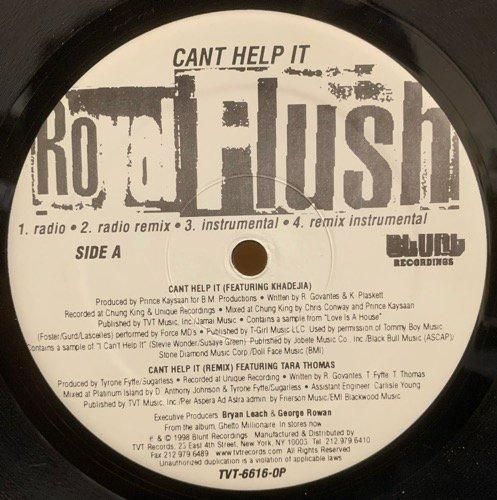 CANT HELP IT
Royal Flush
1. radio • 2. radio remix • 3. instrumental • 4. remix instrumental
SIDE A
BLUNT
RECORDINGS
CANT HELP IT (FEATURING KHADEJIA)
Produced by Prince Kaysaan for B.M. Productions • Written by R. Govantes & K. Plaskett
Recorded at Chung King & Unique Recordings • Mixed at Chung King by Chris Conway and Prince Kaysaan
Published by TVT Music, Inc/Jamai Music • Contains a sample from "Love Is A House"
(Foster/Gurd/Lascelles) performed by Force MD's • Published by T-Girl Music LLC. Used by permission of Tommy Boy Music
Contains a sample of "I Can't Help It" (Stevie Wonder/Susaye Green). Published by Jobete Music Co. Inc./Black Bull Music (ASCAP)/
Stone Diamond Music Corp/Doll Face Music (BMI)
CANT HELP IT (REMIX) FEATURING TARA THOMAS
Produced by Tyrone Fyffe/Sugarless • Recorded at Unique Recording • Written by R. Govantes. T Fyffe. T. Thomas
Mixed at Platinum Island by D. Anthony Johnson & Tyrone Fyffe/Sugarless • Assistant Engineer: Carlisle Young
Published by TVT Music, Inc./Per Aspera Ad Asira admin by, Frierson Music/EMI Blackwood Music
Executive Producers: Bryan Leach & George Rowan
From the album, Ghetto Millionaire. In stores now
℗ & © 1998 Blunt Recordings Manufactured & Distributed by
TVT Records, 23 East 4th Street, New York, NY 10003 Tel 212.979 6410
Fax 212.979 6489 www.tvtrecords.com All Rights Reserved.
Unauthorized duplication is a violation of applicable laws
TVT-6616-0P